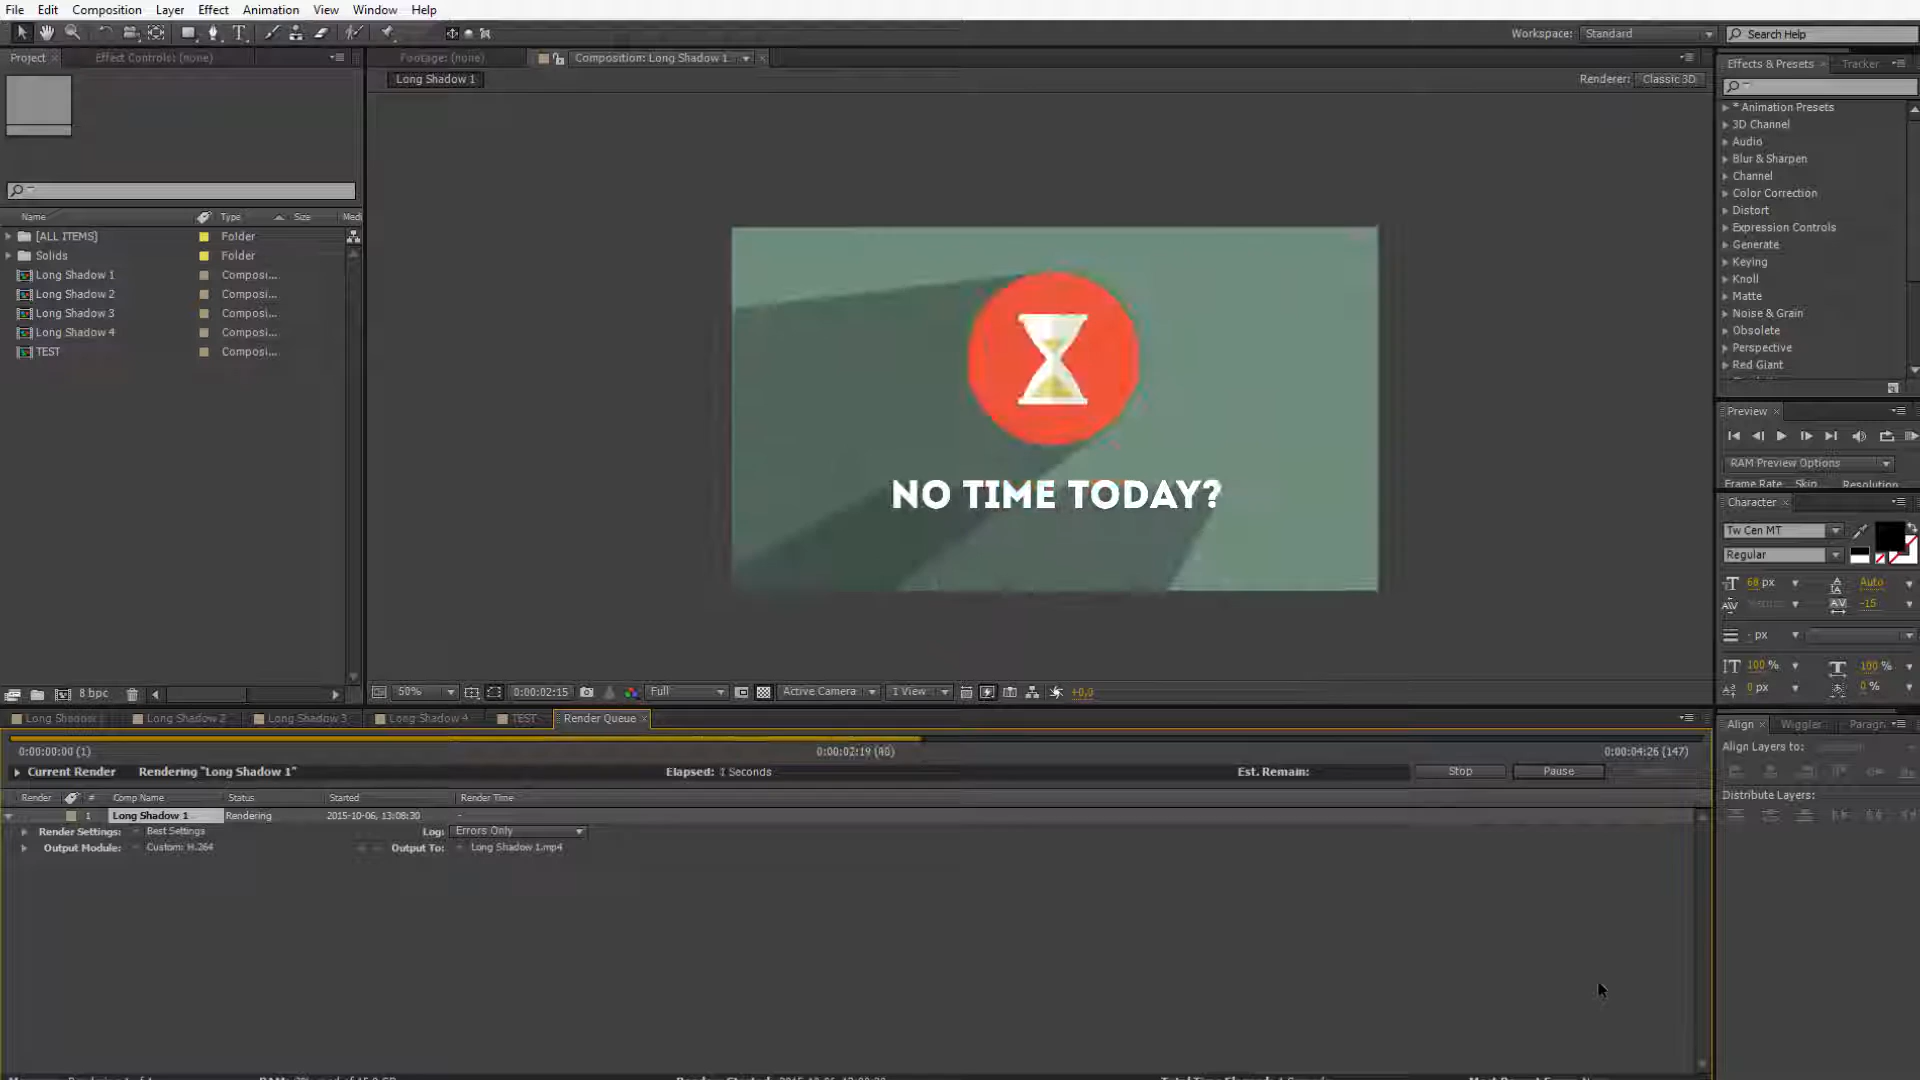 File Edit Composition Layer Effect Animation View Window Help
Workspace: Standard
Search Help
Project Effect Controls: (none)
Footage: (none) Composition: Long Shadow 1
Long Shadow 1
Renderer: Classic 3D
Name Type Size Medi
[ALL ITEMS] Folder
Solids Folder
Long Shadow 1 Composi...
Long Shadow 2 Composi...
Long Shadow 3 Composi...
Long Shadow 4 Composi...
TEST Composi...
8 bpc
NO TIME TODAY?
50% 0:00:02:15 Full Active Camera 1 View +0,0
Effects & Presets Tracker
* Animation Presets
3D Channel
Audio
Blur & Sharpen
Channel
Color Correction
Distort
Expression Controls
Generate
Keying
Knoll
Matte
Noise & Grain
Obsolete
Perspective
Red Giant
Preview
RAM Preview Options
Frame Rate Skip Resolution
Character
Tw Cen MT
Regular
68 px Auto
-15
- px
100 % 100 %
0 px 0 %
Align Wiggler Paragr
Align Layers to:
Distribute Layers:
Long Shadow Long Shadow 2 Long Shadow 3 Long Shadow 4 TEST Render Queue
0:00:00:00 (1) 0:00:02:19 (80) 0:00:04:26 (147)
Current Render Rendering "Long Shadow 1" Elapsed: 1 Seconds Est. Remain: Stop Pause
Render # Comp Name Status Started Render Time
1 Long Shadow 1 Rendering 2015-10-06, 13:08:30 -
Render Settings: Best Settings Log: Errors Only
Output Module: Custom: H.264 Output To: Long Shadow 1.mp4